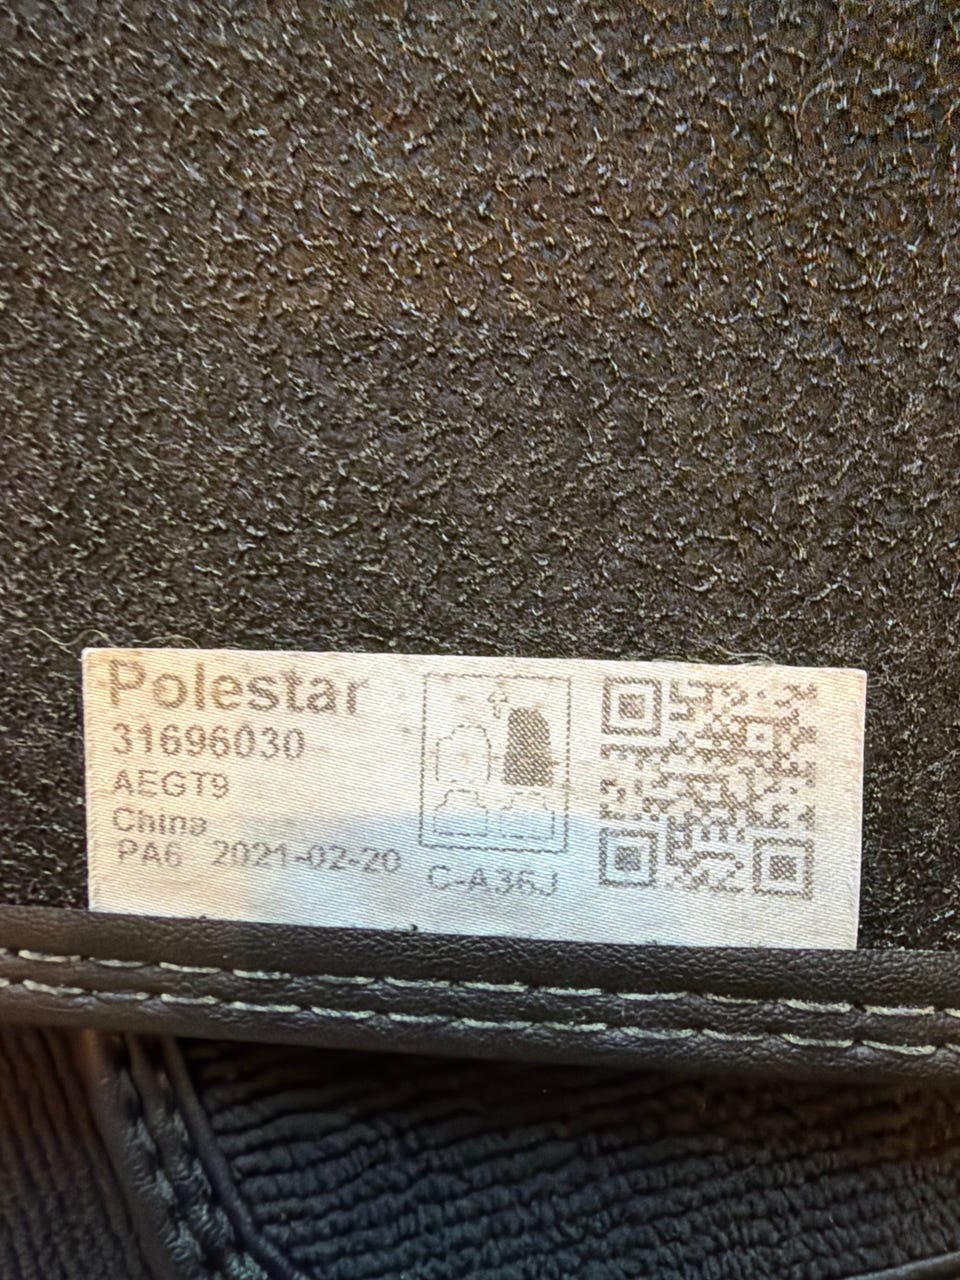 Polestar
31696030
AEGT9
China
PA6 2021-02-20
C-A36J